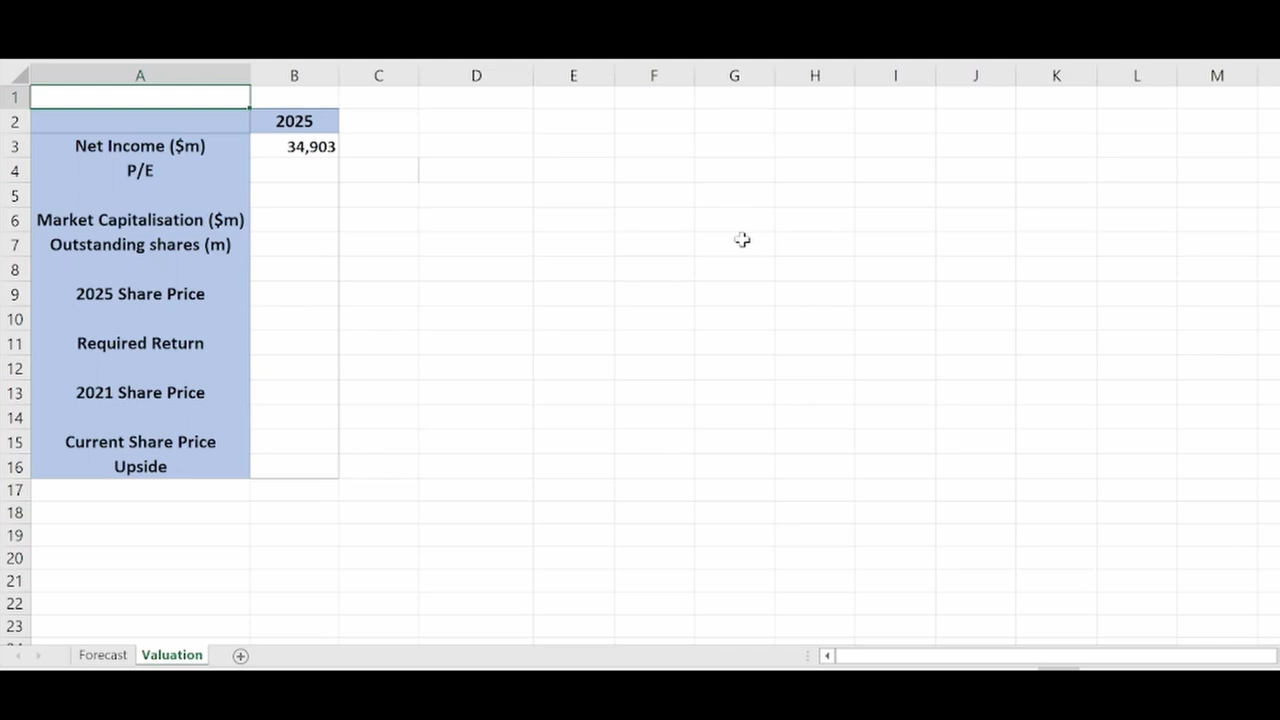 A B C D E F G H I J K L M
1
2 2025
3 Net Income ($m) 34,903
4 P/E
5
6 Market Capitalisation ($m)
7 Outstanding shares (m)
8
9 2025 Share Price
10
11 Required Return
12
13 2021 Share Price
14
15 Current Share Price
16 Upside
17
18
19
20
21
22
23
Forecast Valuation